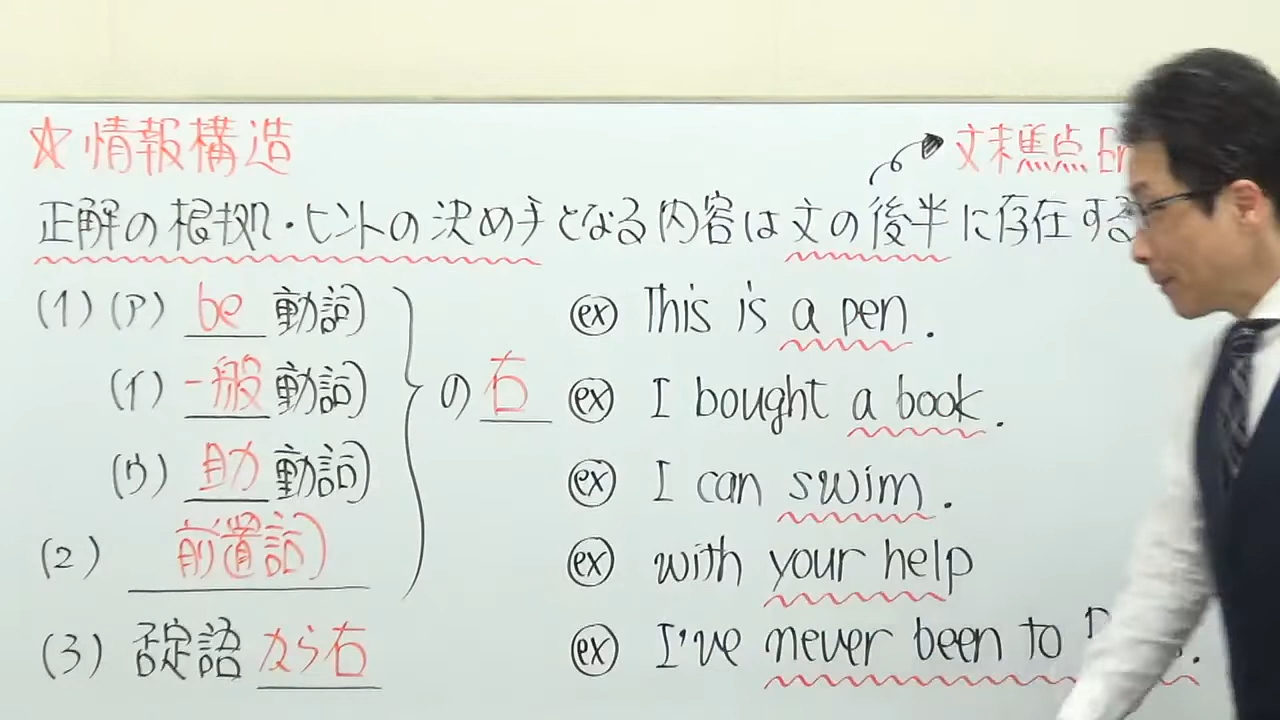 ☆情報構造
文末焦点 En
正解の根拠・ヒントの決め手となる内容は文の後半に存在する
(1)(ア) be 動詞
(イ) 一般動詞
(ウ) 助動詞
の 右
(2) 前置詞
(3) 否定語 から右
ex This is a pen.
ex I bought a book.
ex I can swim.
ex with your help
ex I've never been to